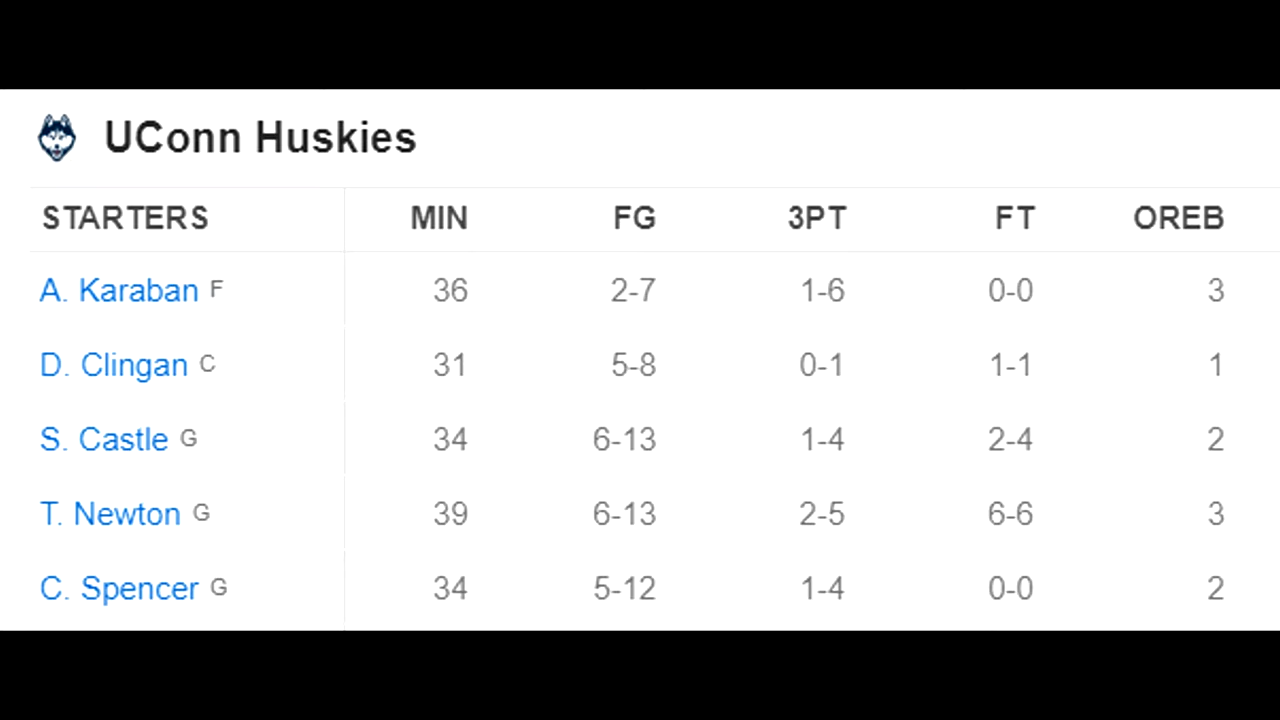 UConn Huskies
STARTERS MIN FG 3PT FT OREB
A. Karaban F 36 2-7 1-6 0-0 3
D. Clingan C 31 5-8 0-1 1-1 1
S. Castle G 34 6-13 1-4 2-4 2
T. Newton G 39 6-13 2-5 6-6 3
C. Spencer G 34 5-12 1-4 0-0 2